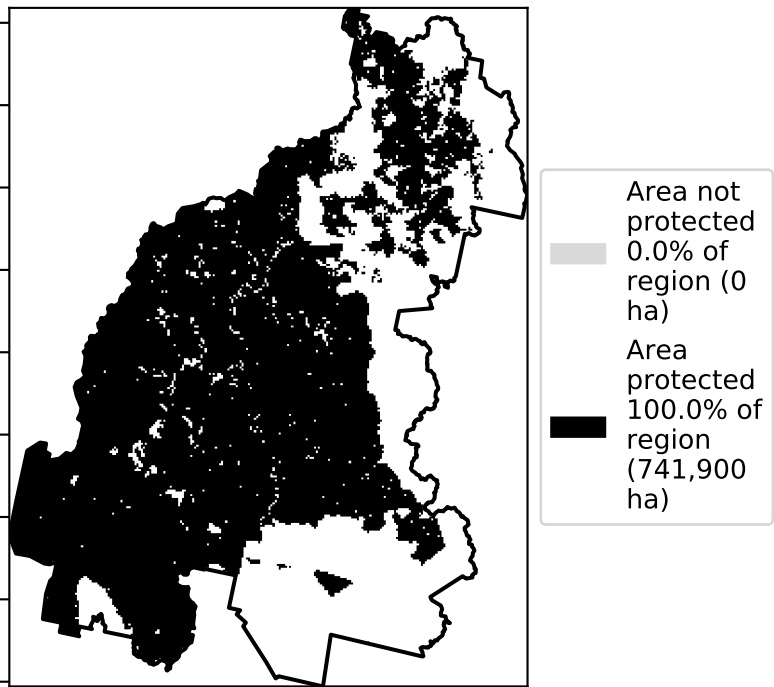 Area not
protected
0.0% of
region (0
ha)
Area
protected
100.0% of
region
(741,900
ha)